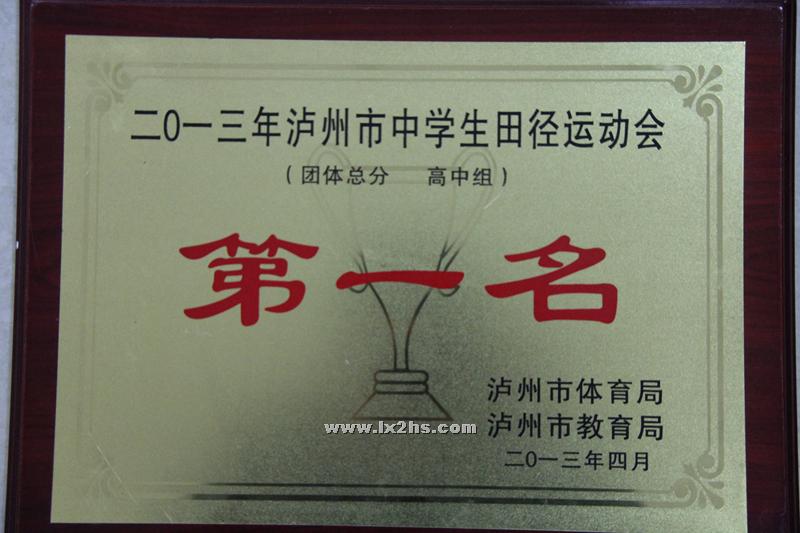 二0一三年泸州市中学生田径运动会
（团体总分 高中组）
第一名
泸州市体育局
泸州市教育局
二0一三年四月
www.lx2hs.com